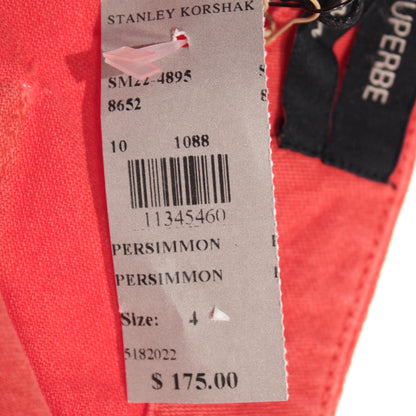 STANLEY KORSHAK
SM22-4895
8652
10 1088
11345460
PERSIMMON
PERSIMMON
Size: 4
5182022
$ 175.00
UPERBE